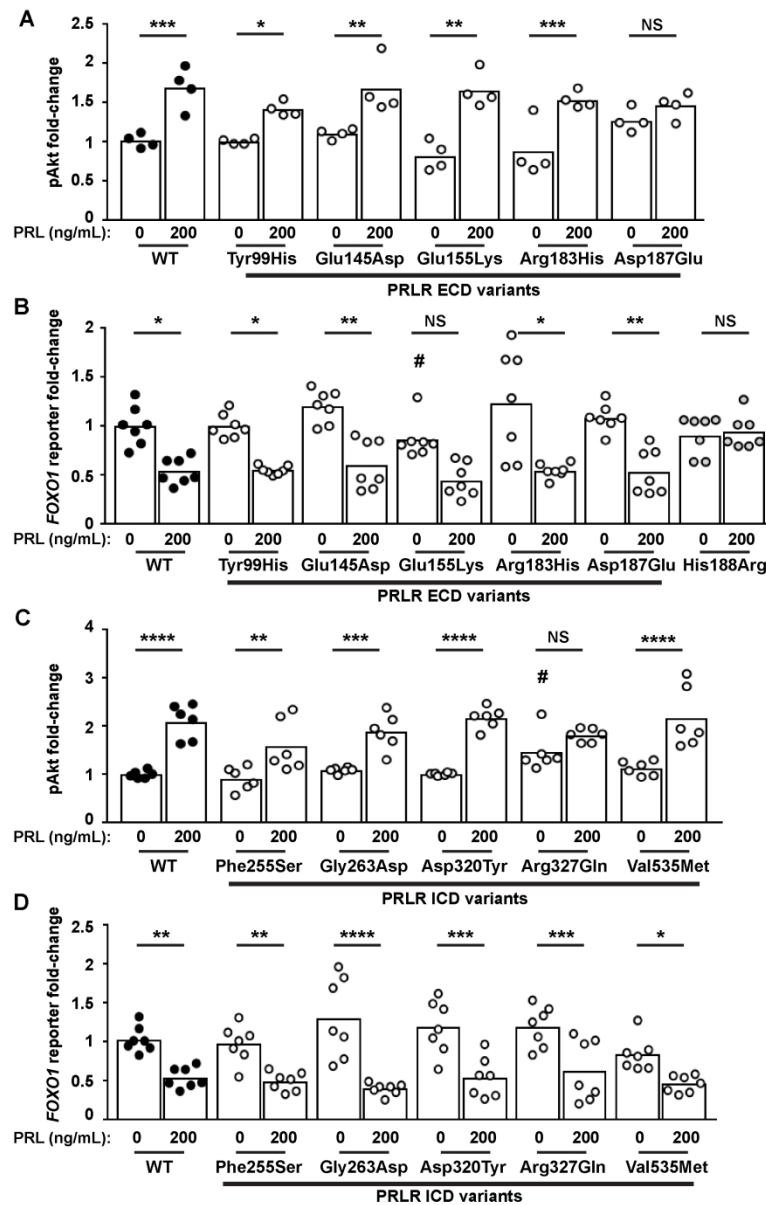 A
*** * ** ** *** NS
pAkt fold-change
2.5
2
1.5
1
0.5
0
PRL (ng/mL): 0 200 0 200 0 200 0 200 0 200 0 200
WT Tyr99His Glu145Asp Glu155Lys Arg183His Asp187Glu
PRLR ECD variants
B
* * ** NS * ** NS
#
FOXO1 reporter fold-change
2
1.5
1
0.5
0
PRL (ng/mL): 0 200 0 200 0 200 0 200 0 200 0 200 0 200
WT Tyr99His Glu145Asp Glu155Lys Arg183His Asp187Glu His188Arg
PRLR ECD variants
C
**** ** *** **** NS ****
#
pAkt fold-change
4
3
2
1
0
PRL (ng/mL): 0 200 0 200 0 200 0 200 0 200 0 200
WT Phe255Ser Gly263Asp Asp320Tyr Arg327Gln Val535Met
PRLR ICD variants
D
** ** **** *** *** *
FOXO1 reporter fold-change
2.5
2
1.5
1
0.5
0
PRL (ng/mL): 0 200 0 200 0 200 0 200 0 200 0 200
WT Phe255Ser Gly263Asp Asp320Tyr Arg327Gln Val535Met
PRLR ICD variants